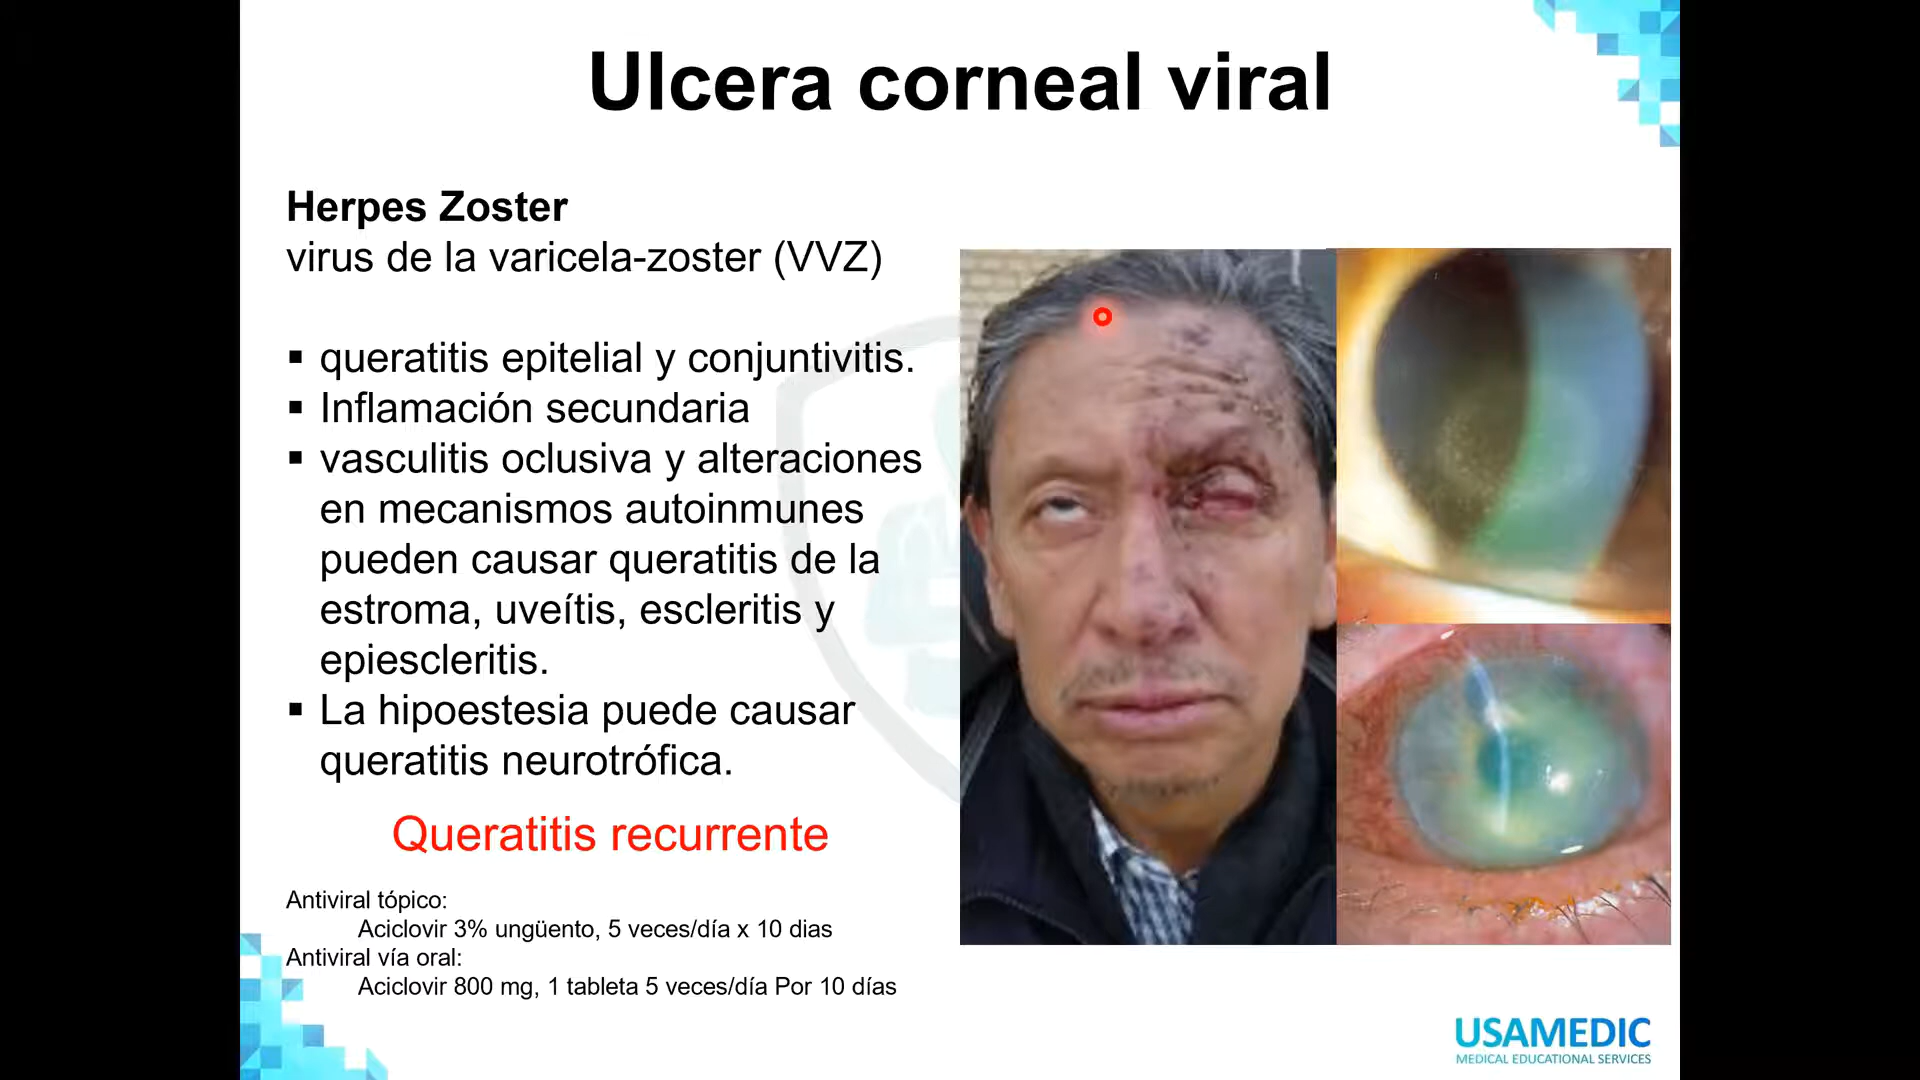 Ulcera corneal viral
Herpes Zoster
virus de la varicela-zoster (VVZ)
▪ queratitis epitelial y conjuntivitis.
▪ Inflamación secundaria
▪ vasculitis oclusiva y alteraciones
en mecanismos autoinmunes
pueden causar queratitis de la
estroma, uveítis, escleritis y
epiescleritis.
▪ La hipoestesia puede causar
queratitis neurotrófica.
Queratitis recurrente
Antiviral tópico:
Aciclovir 3% ungüento, 5 veces/día x 10 dias
Antiviral vía oral:
Aciclovir 800 mg, 1 tableta 5 veces/día Por 10 días
USAMEDIC
MEDICAL EDUCATIONAL SERVICES